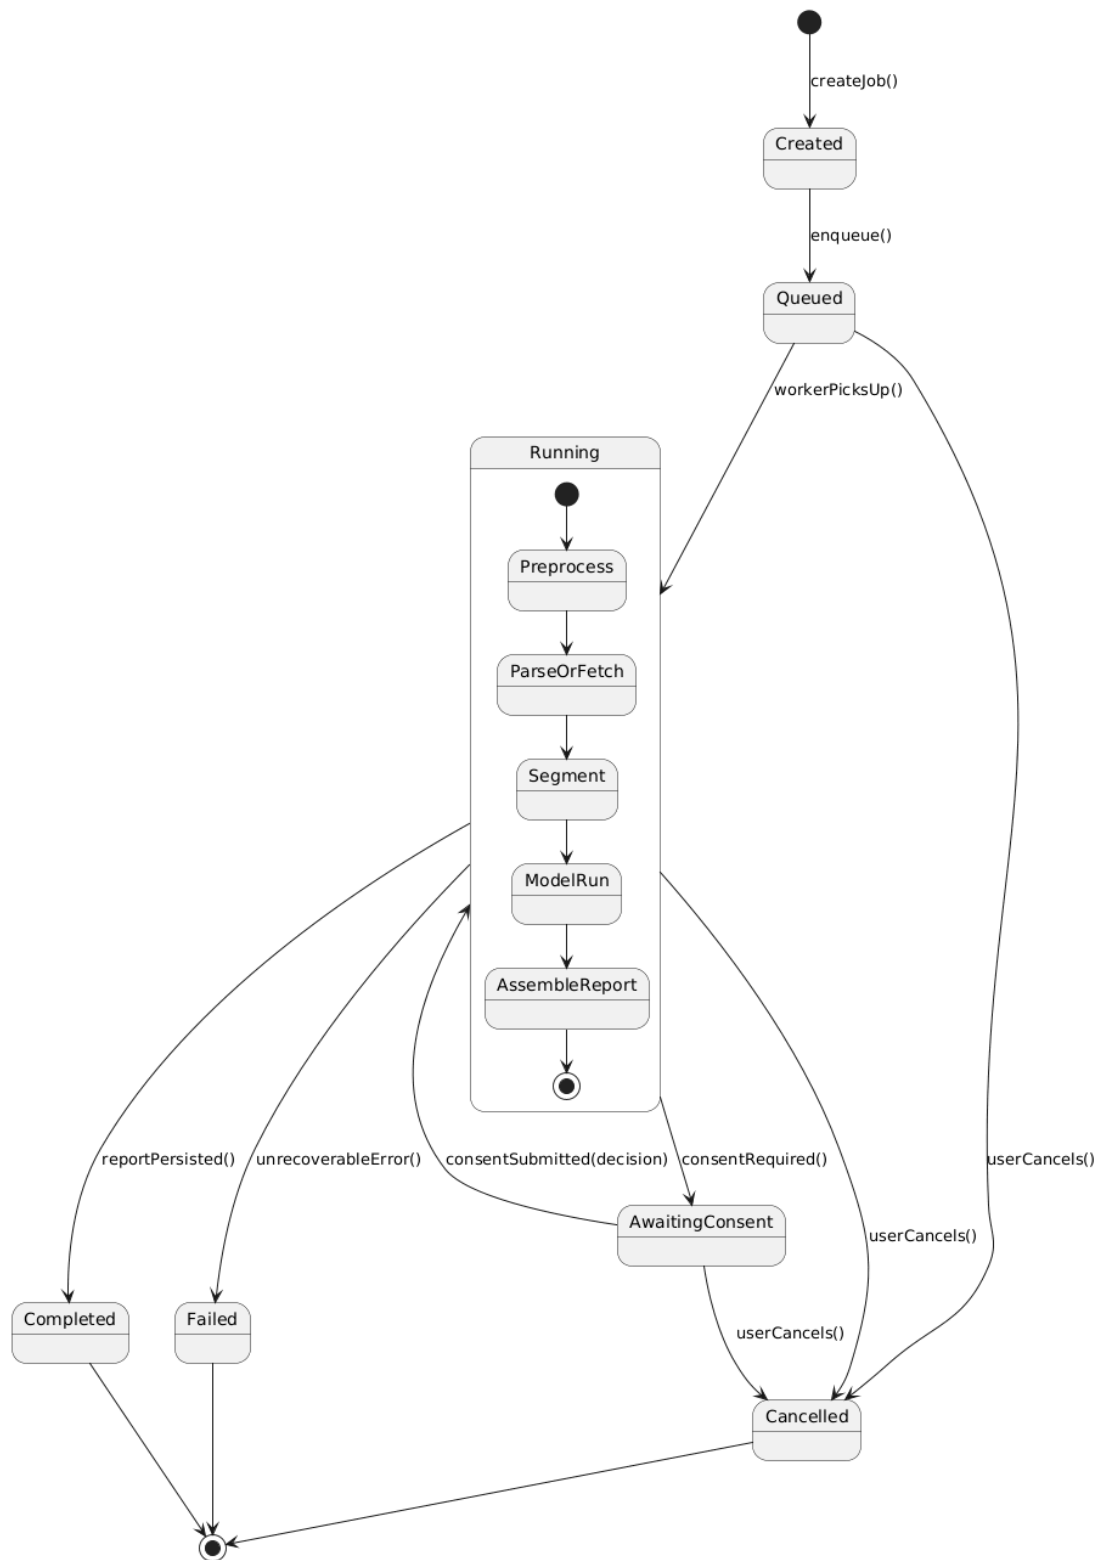 createJob()
Created
enqueue()
Queued
workerPicksUp()
Running
Preprocess
ParseOrFetch
Segment
ModelRun
AssembleReport
reportPersisted()
unrecoverableError()
consentSubmitted(decision)
consentRequired()
userCancels()
AwaitingConsent
userCancels()
Completed
Failed
userCancels()
Cancelled